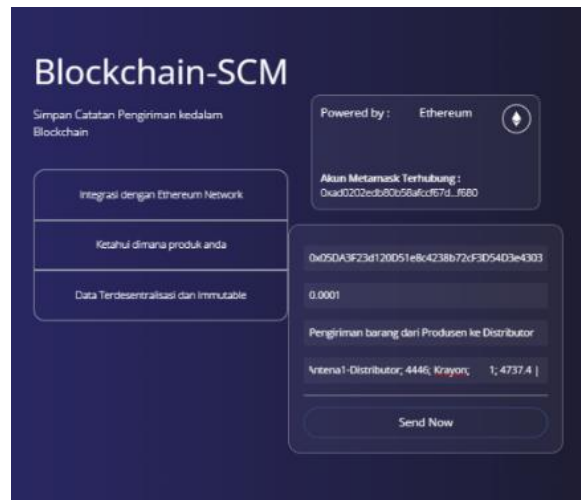 Blockchain-SCM
Simpan Catatan Pengiriman kedalam
Blockchain
Integrasi dengan Ethereum Network
Ketahui dimana produk anda
Data Terdesentralisasi dan Immutable
Powered by : Ethereum
Akun Metamask Terhubung :
0xad0202edb80b58afccf67d...f680
0x05DA3F23d120D51e8c4238b72cF3D54D3e4303
0.0001
Pengiriman barang dari Produsen ke Distributor
Antena1-Distributor; 4446; Krayon; 1; 4737.4 |
Send Now